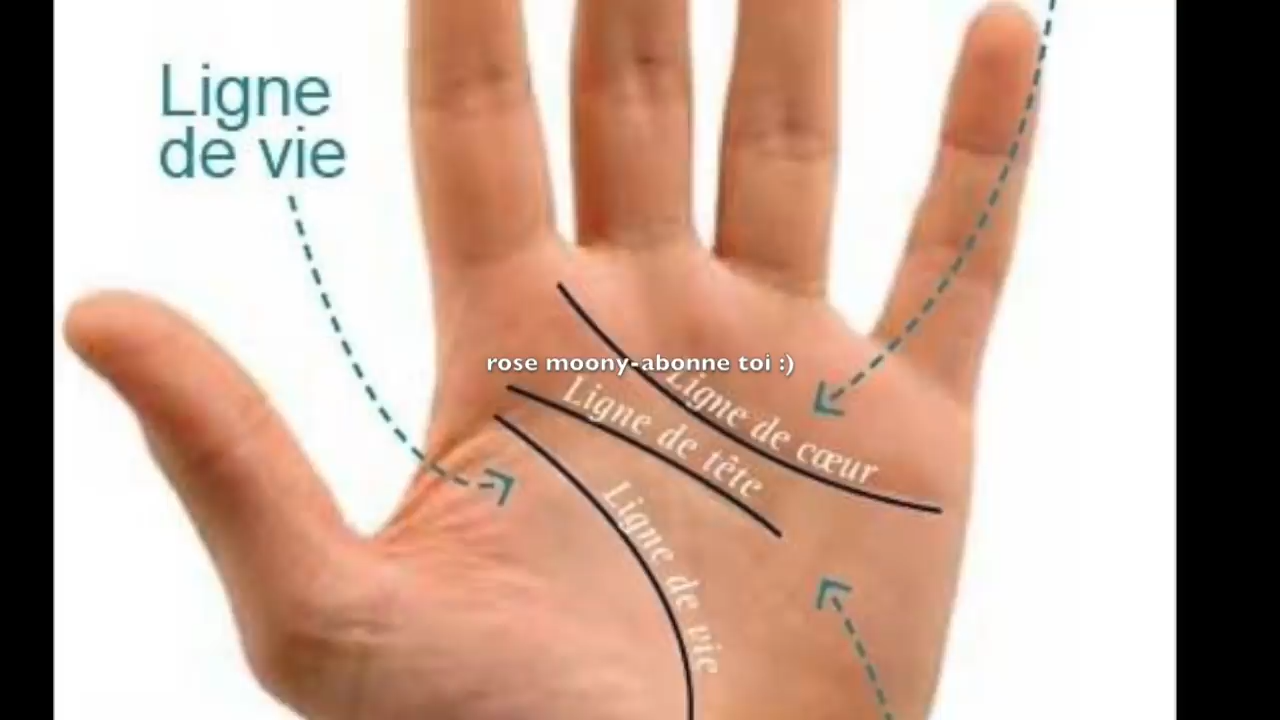 Ligne
de vie
rose moony-abonne toi :)
Ligne de cœur
Ligne de tête
Ligne de vie